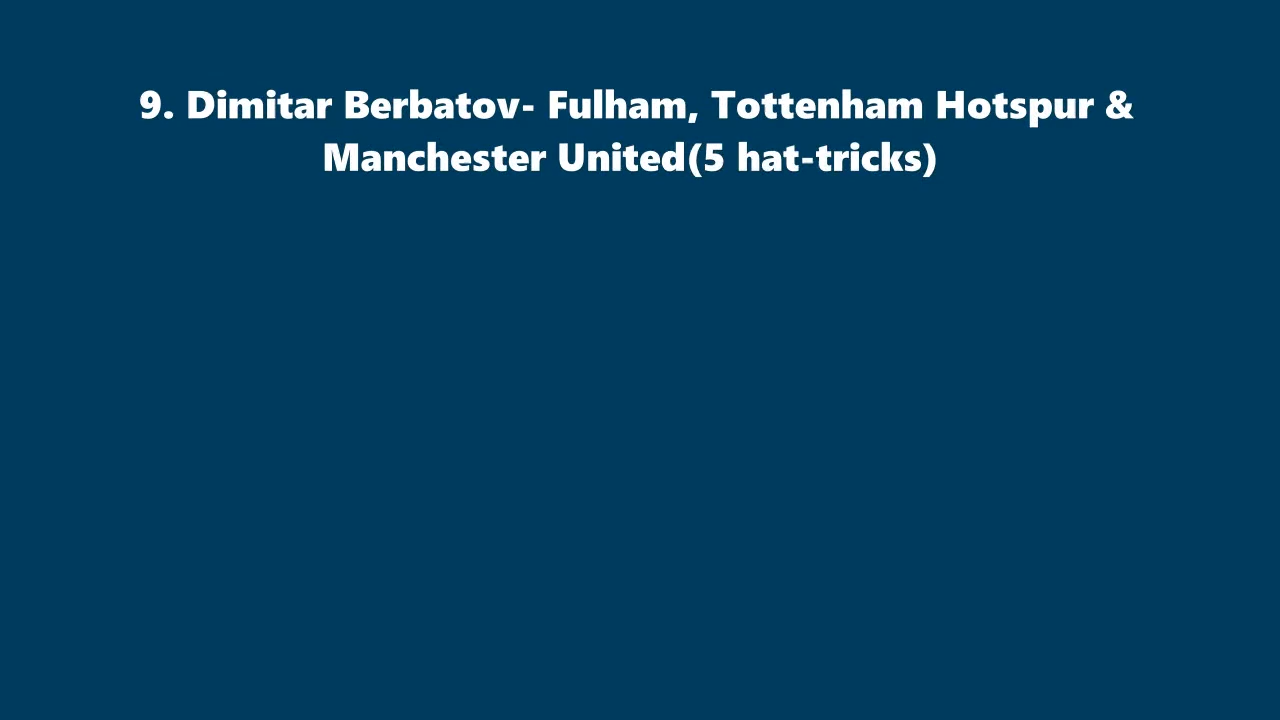 9. Dimitar Berbatov- Fulham, Tottenham Hotspur &
Manchester United(5 hat-tricks)